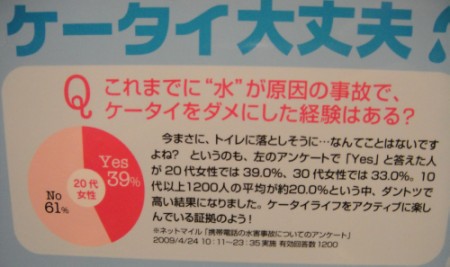 ケータイ大丈夫?
Q これまでに“水”が原因の事故で、
ケータイをダメにした経験はある?
Yes
39%
No
61%
20代
女性
今まさに、トイレに落としそうに…なんてことはないです
よね? というのも、左のアンケートで「Yes」と答えた人
が20代女性では39.0%、30代女性では33.0%。10
代以上1200人の平均が約20.0%という中、ダントツで
高い結果になりました。ケータイライフをアクティブに楽し
んでいる証拠のよう!
※ネットマイル「携帯電話の水害事故についてのアンケート」
2009/4/24 10:11~23:35実施 有効回答数1200